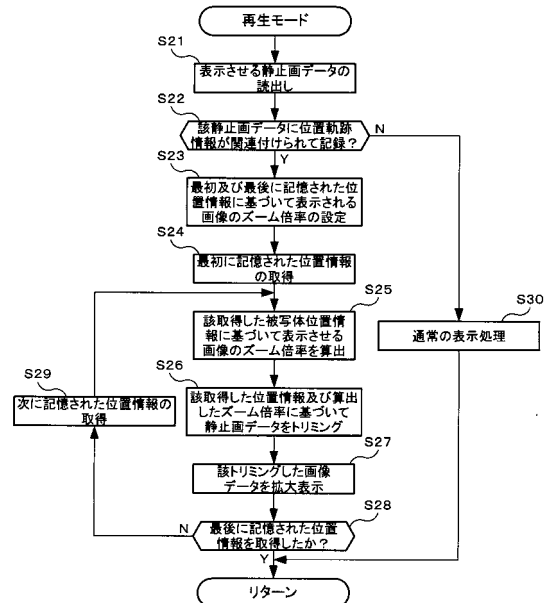 再生モード
S21
表示させる静止画データの
読出し
S22
該静止画データに位置軌跡
情報が関連付けられて記録?
N
Y
S23
最初及び最後に記憶された位
置情報に基づいて表示される
画像のズーム倍率の設定
S24
最初に記憶された位置情報
の取得
S25
該取得した被写体位置情
報に基づいて表示させる
画像のズーム倍率を算出
S30
通常の表示処理
S29
次に記憶された位置情報の
取得
S26
該取得した位置情報及び算出
したズーム倍率に基づいて
静止画データをトリミング
S27
該トリミングした画像
データを拡大表示
S28
N
最後に記憶された位置
情報を取得したか?
Y
リターン